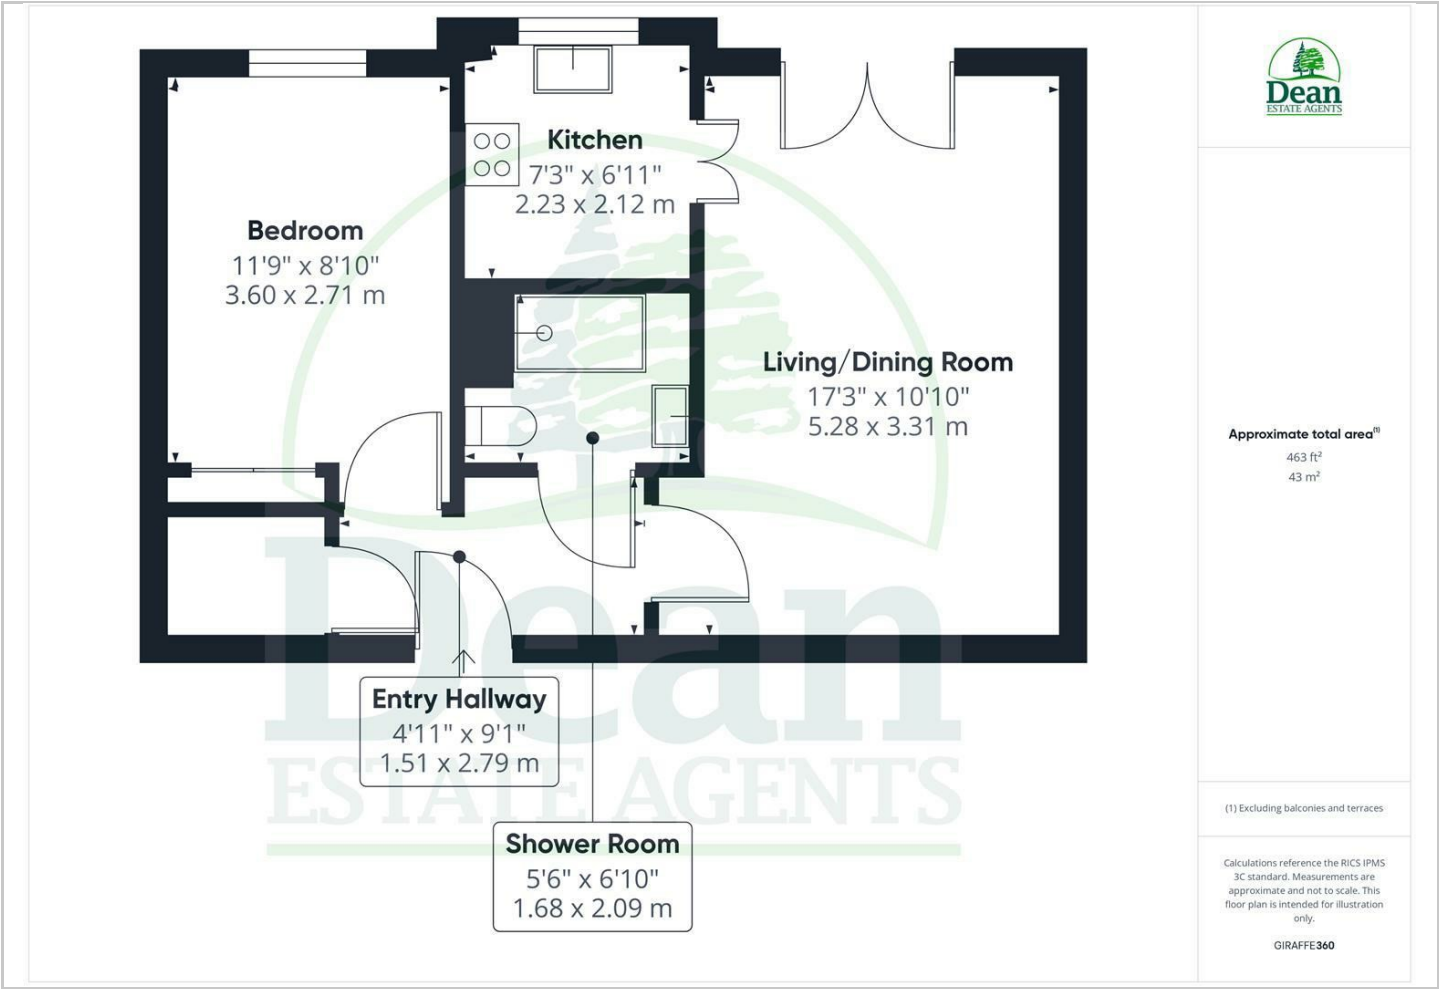 Kitchen
7'3" x 6'11"
2.23 x 2.12 m
Bedroom
11'9" x 8'10"
3.60 x 2.71 m
Living/Dining Room
17'3" x 10'10"
5.28 x 3.31 m
Entry Hallway
4'11" x 9'1"
1.51 x 2.79 m
Shower Room
5'6" x 6'10"
1.68 x 2.09 m
Dean
ESTATE AGENTS
Dean
ESTATE AGENTS
Approximate total area⁽¹⁾
463 ft²
43 m²
(1) Excluding balconies and terraces
Calculations reference the RICS IPMS
3C standard. Measurements are
approximate and not to scale. This
floor plan is intended for illustration
only.
GIRAFFE360